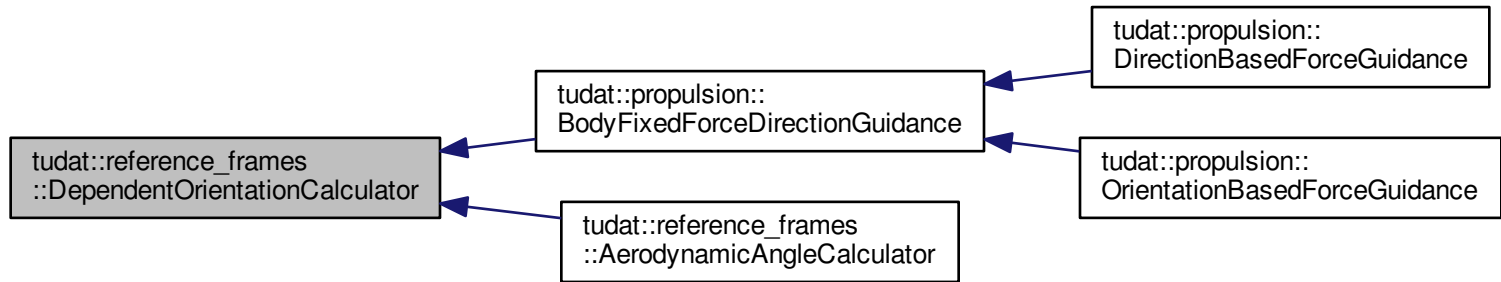 tudat::reference_frames
::DependentOrientationCalculator
tudat::propulsion::
BodyFixedForceDirectionGuidance
tudat::reference_frames
::AerodynamicAngleCalculator
tudat::propulsion::
DirectionBasedForceGuidance
tudat::propulsion::
OrientationBasedForceGuidance